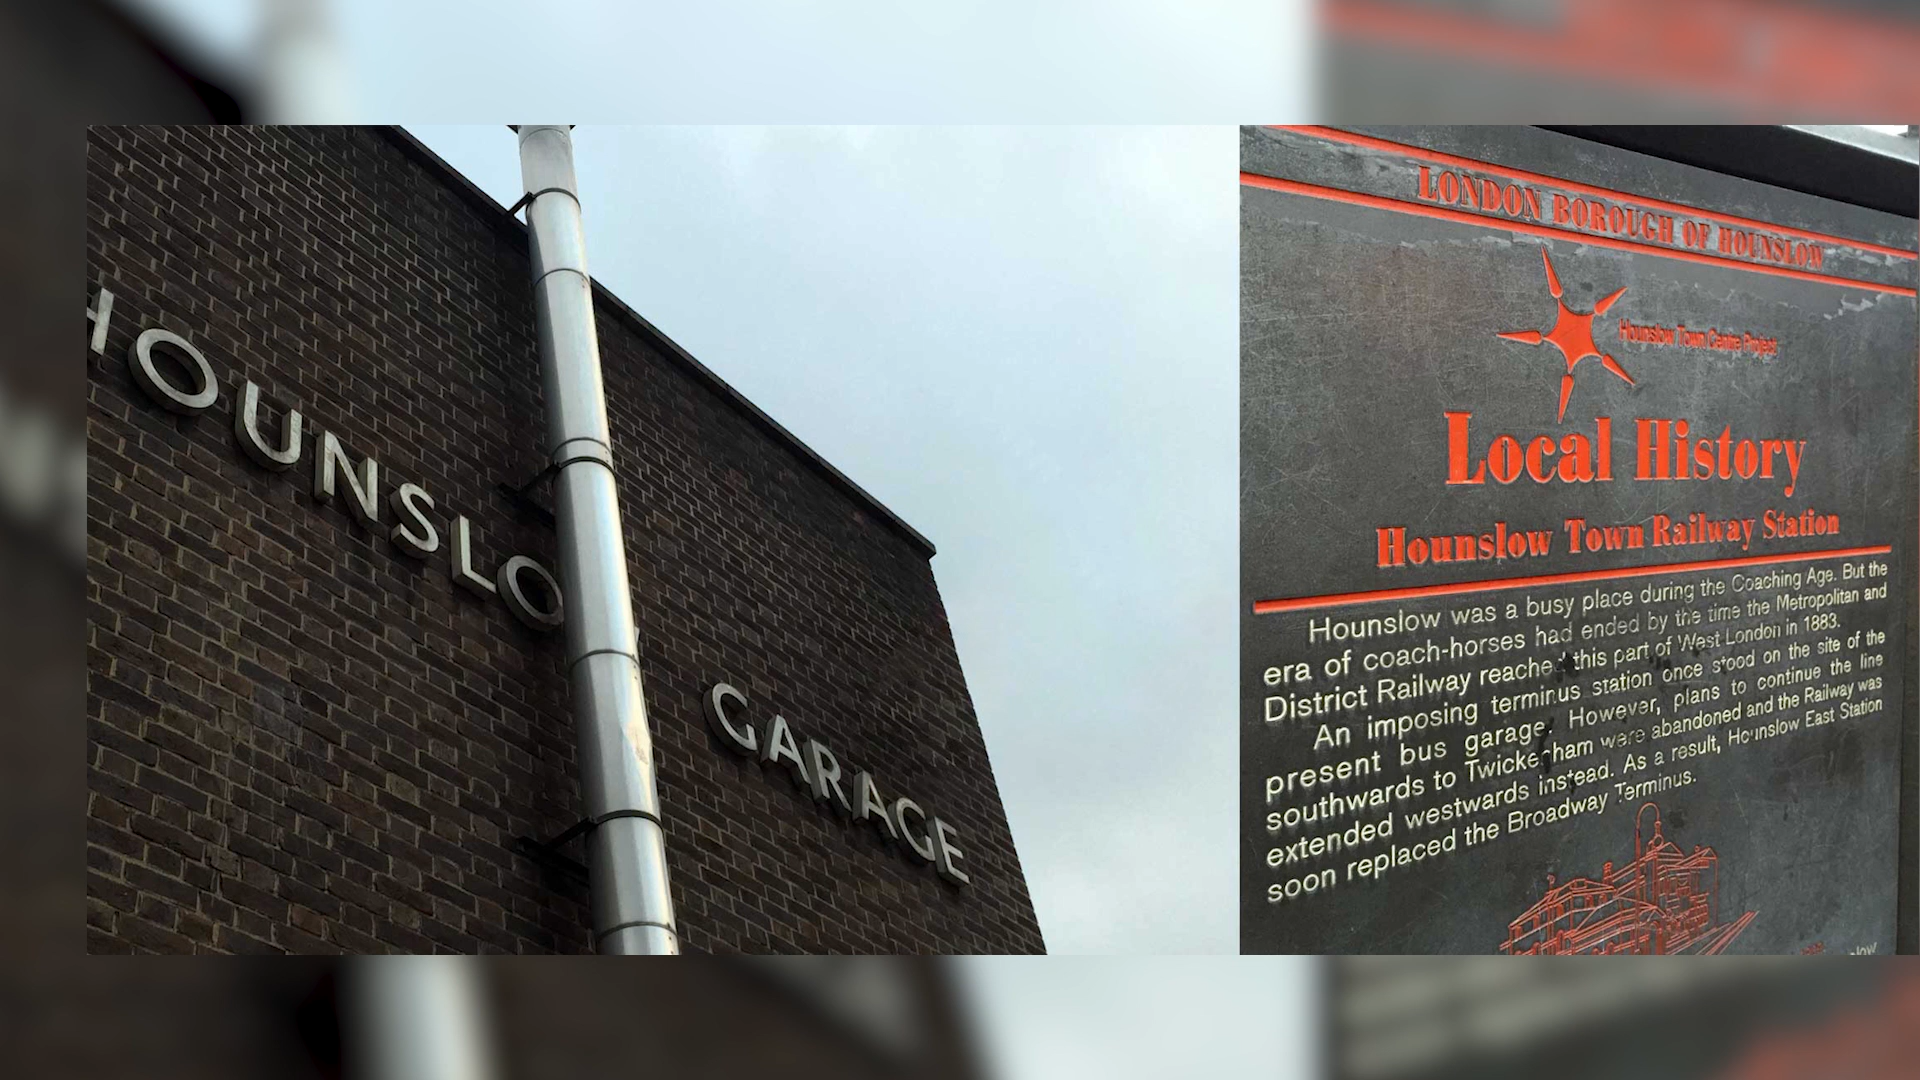 HOUNSLO
GARAGE
LONDON BOROUGH OF HOUNSLOW
Hounslow Town Centre Project
Local History
Hounslow Town Railway Station
Hounslow was a busy place during the Coaching Age. But the
era of coach-horses had ended by the time the Metropolitan and
District Railway reached this part of West London in 1883.
An imposing terminus station once stood on the site of the
present bus garage. However, plans to continue the line
southwards to Twickenham were abandoned and the Railway was
extended westwards instead. As a result, Hounslow East Station
soon replaced the Broadway Terminus.